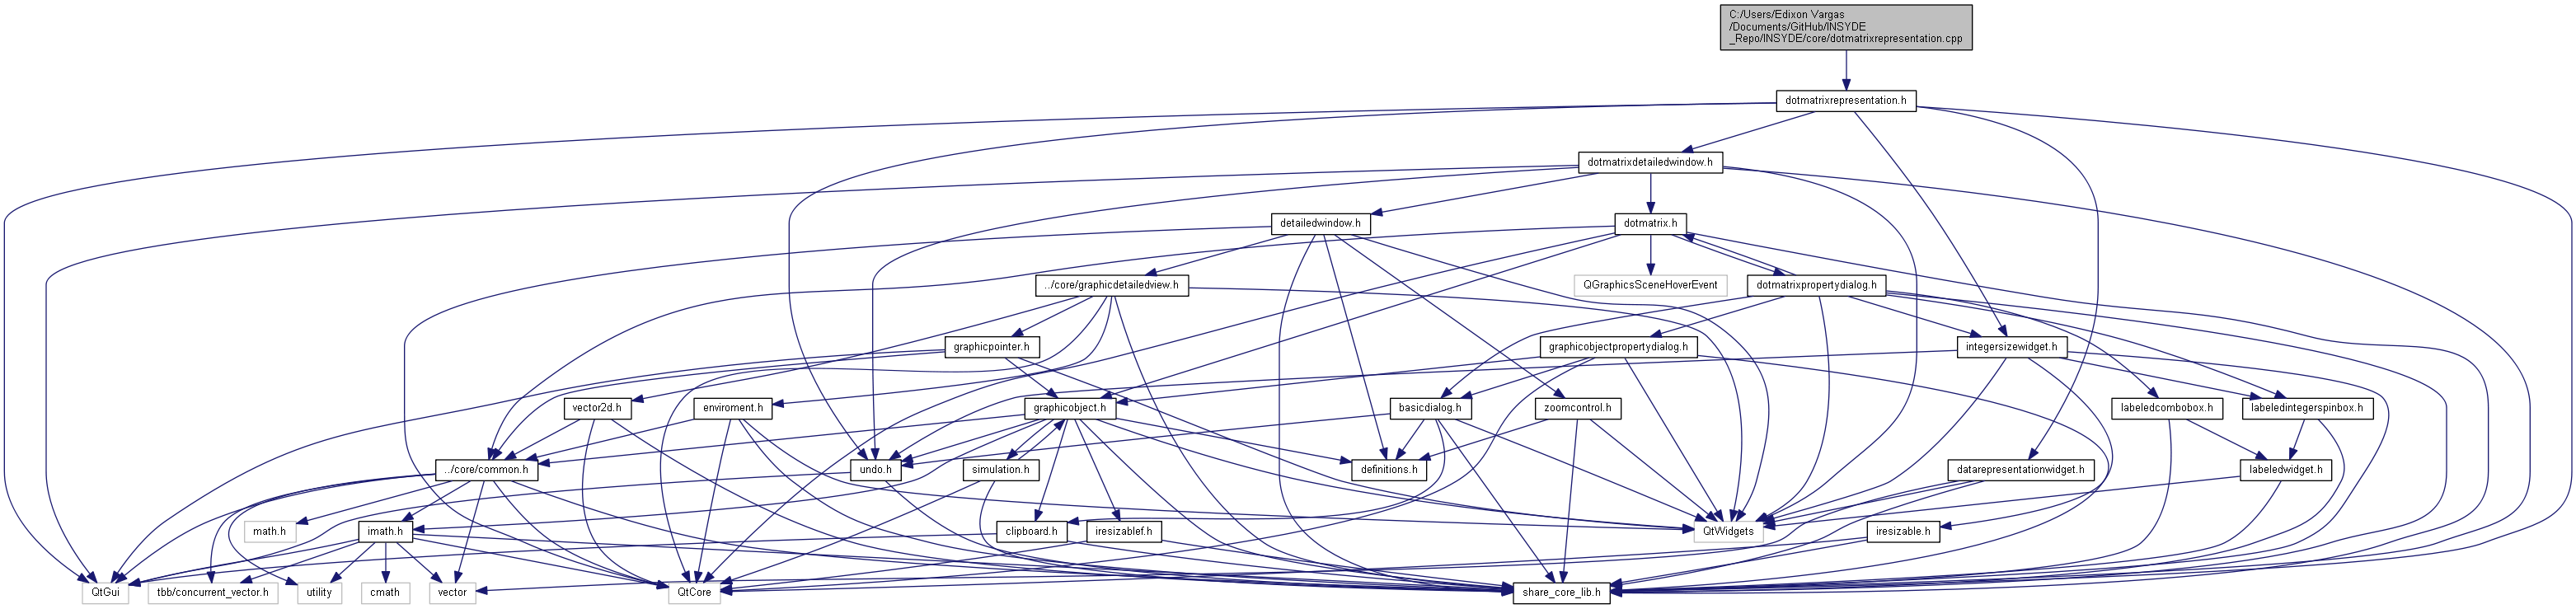 C:/Users/Edixon Vargas
/Documents/GitHub/INSYDE
_Repo/INSYDE/core/dotmatrixrepresentation.cpp
dotmatrixrepresentation.h
dotmatrixdetailedwindow.h
detailedwindow.h
dotmatrix.h
../core/graphicdetailedview.h
QGraphicsSceneHoverEvent
dotmatrixpropertydialog.h
graphicpointer.h
graphicobjectpropertydialog.h
integersizewidget.h
vector2d.h
enviroment.h
graphicobject.h
basicdialog.h
zoomcontrol.h
labeledcombobox.h
labeledintegerspinbox.h
../core/common.h
undo.h
simulation.h
definitions.h
datarepresentationwidget.h
labeledwidget.h
math.h
imath.h
clipboard.h
iresizablef.h
QtWidgets
iresizable.h
QtGui
tbb/concurrent_vector.h
utility
cmath
vector
QtCore
share_core_lib.h